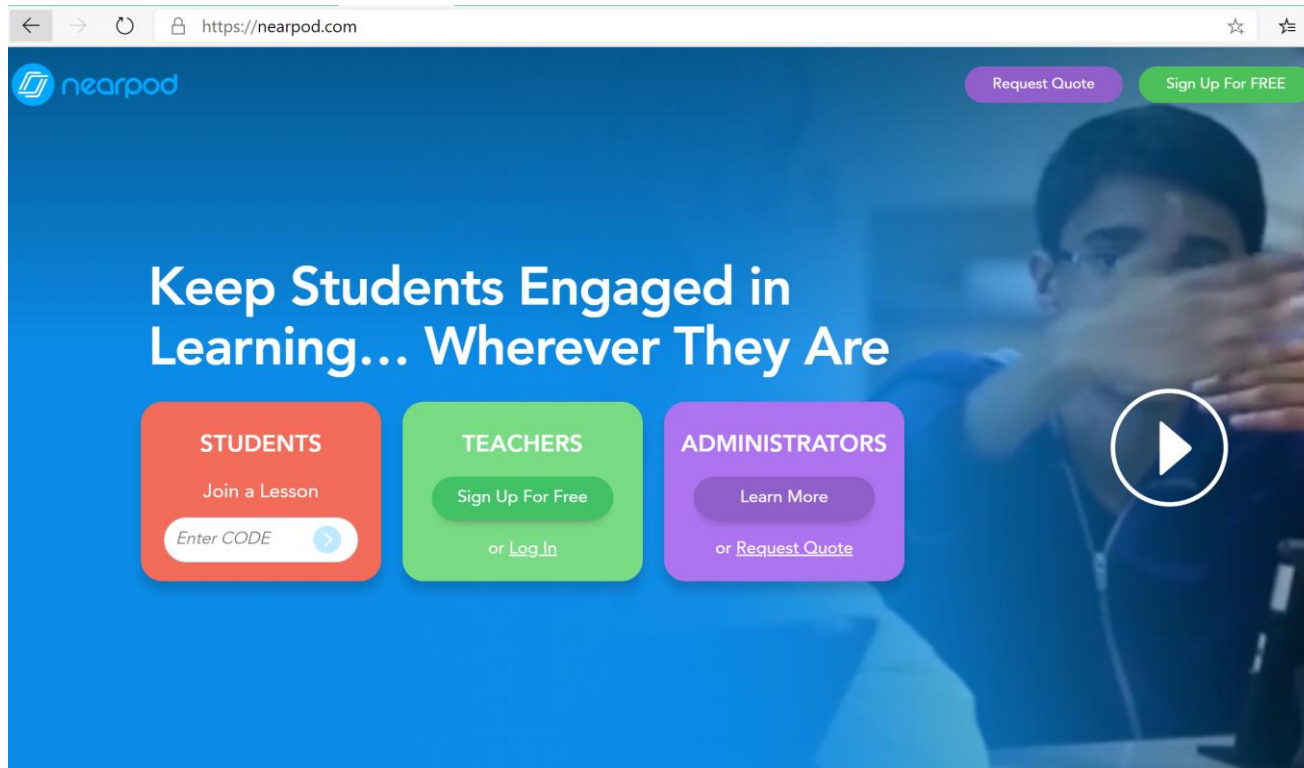 https://nearpod.com
nearpod
Request Quote
Sign Up For FREE
Keep Students Engaged in
Learning... Wherever They Are
STUDENTS
Join a Lesson
Enter CODE
TEACHERS
Sign Up For Free
or Log In
ADMINISTRATORS
Learn More
or Request Quote